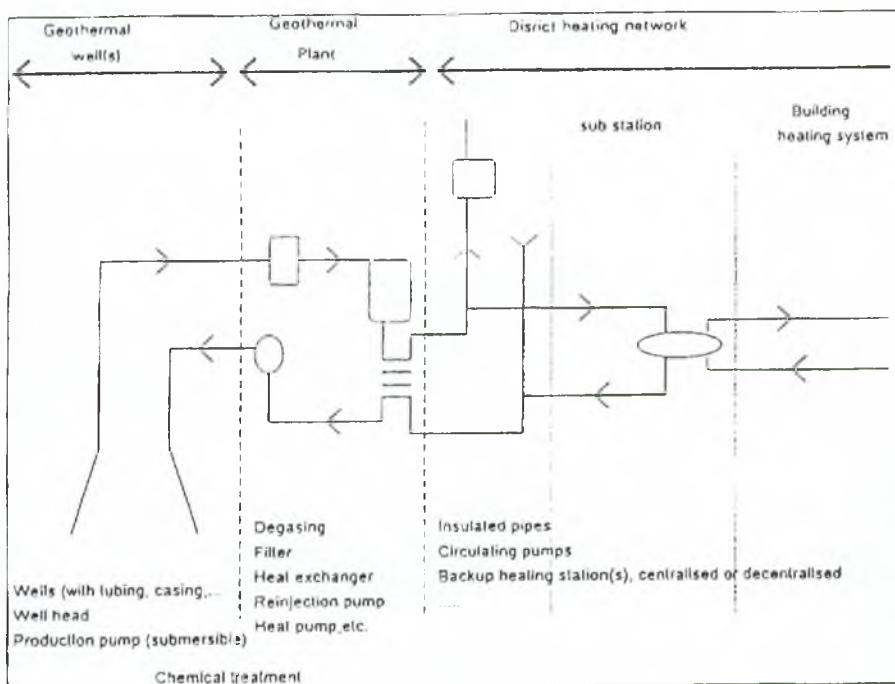 Geothermal
well(s)
Geothermal
Plant
Disrict heating network
sub station
Building
heating system
Wells (with tubing, casing,...
Well head
Production pump (submersible)
Chemical treatment
Degasing
Filler
Heat exchanger
Reinjection pump
Heat pump,etc.
Insulated pipes
Circulating pumps
Backup heating station(s), centralised or decentralised
.....